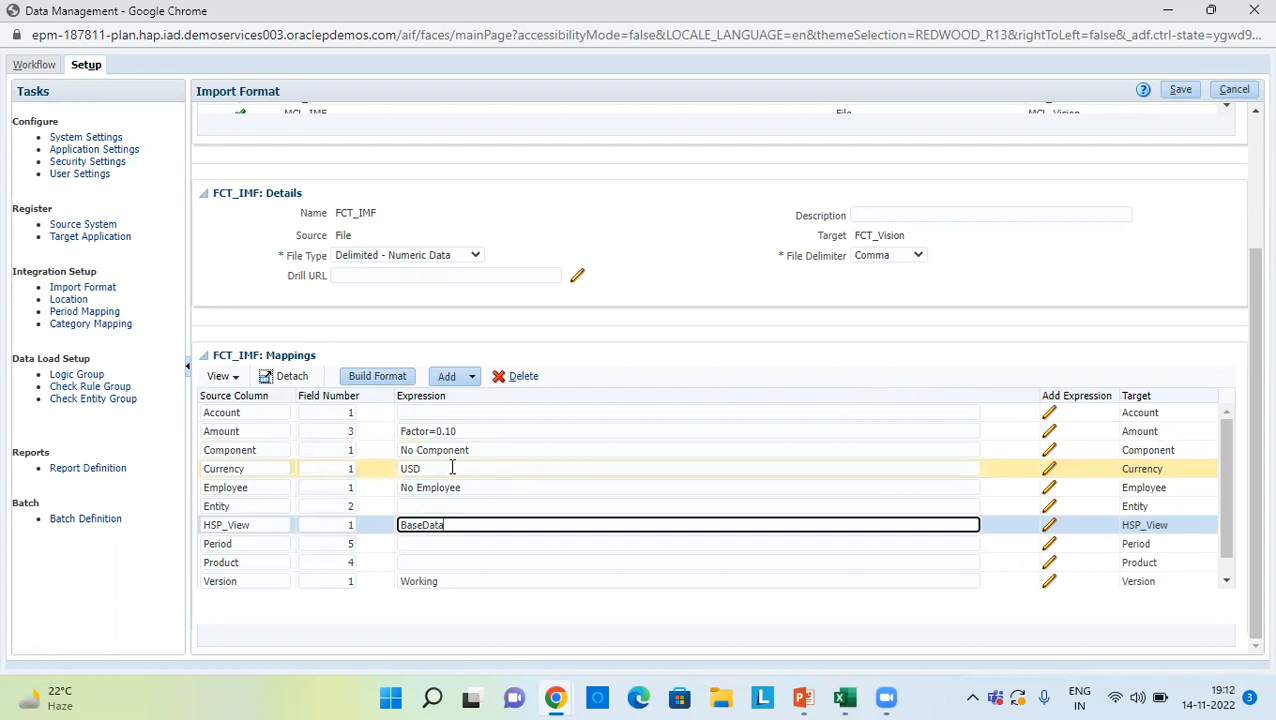 Data Management - Google Chrome
epm-187811-plan.hap.iad.demoservices003.oraclepdemos.com/aif/faces/mainPage?accessibilityMode=false&LOCALE_LANGUAGE=en&themeSelection=REDWOOD_R13&rightToLeft=false&_adf.ctrl-state=ygwd9...
Workflow Setup
Tasks
Configure
System Settings
Application Settings
Security Settings
User Settings
Register
Source System
Target Application
Integration Setup
Import Format
Location
Period Mapping
Category Mapping
Data Load Setup
Logic Group
Check Rule Group
Check Entity Group
Reports
Report Definition
Batch
Batch Definition
Import Format ? Save Cancel
MCL_IMF File MCL_Vision
FCT_IMF: Details
Name FCT_IMF Description
Source File Target FCT_Vision
* File Type Delimited - Numeric Data * File Delimiter Comma
Drill URL
FCT_IMF: Mappings
View Detach Build Format Add Delete
Source Column Field Number Expression Add Expression Target
Account 1 Account
Amount 3 Factor=0.10 Amount
Component 1 No Component Component
Currency 1 USD Currency
Employee 1 No Employee Employee
Entity 2 Entity
HSP_View 1 BaseData HSP_View
Period 5 Period
Product 4 Product
Version 1 Working Version
22°C
Haze
ENG
IN
19:12
14-11-2022
3